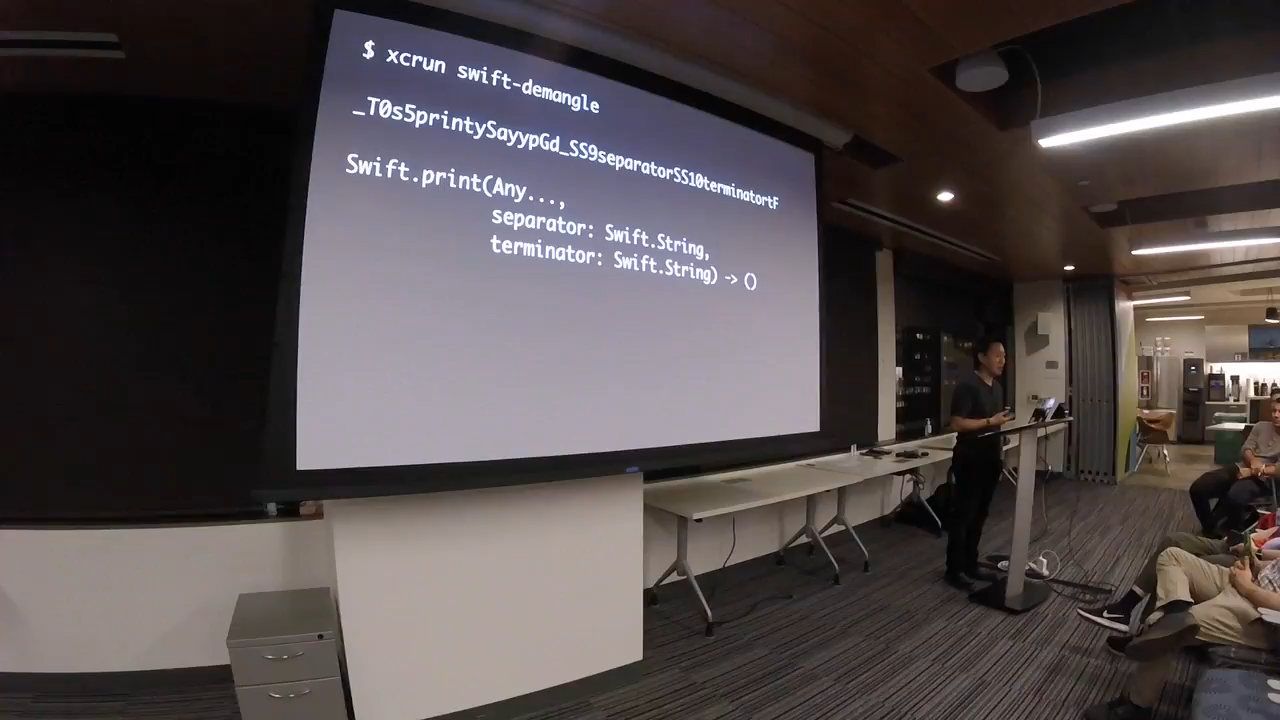 $ xcrun swift-demangle
_T0s5printySayypGd_SS9separatorSS10terminatortF
Swift.print(Any...,
separator: Swift.String,
terminator: Swift.String) -> ()